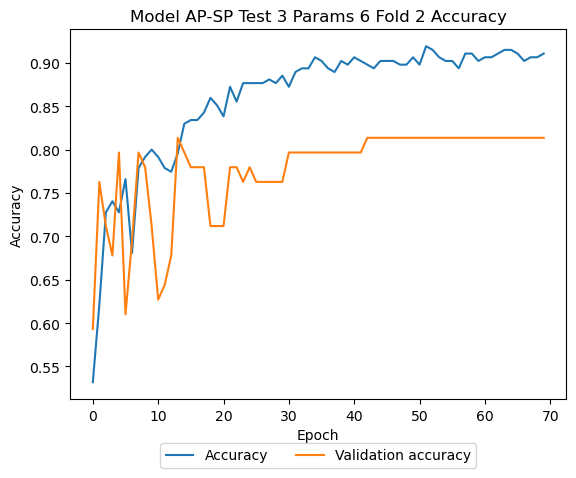 Model AP-SP Test 3 Params 6 Fold 2 Accuracy
Accuracy
0.90
0.85
0.80
0.75
0.70
0.65
0.60
0.55
0 10 20 30 40 50 60 70
Epoch
Accuracy Validation accuracy